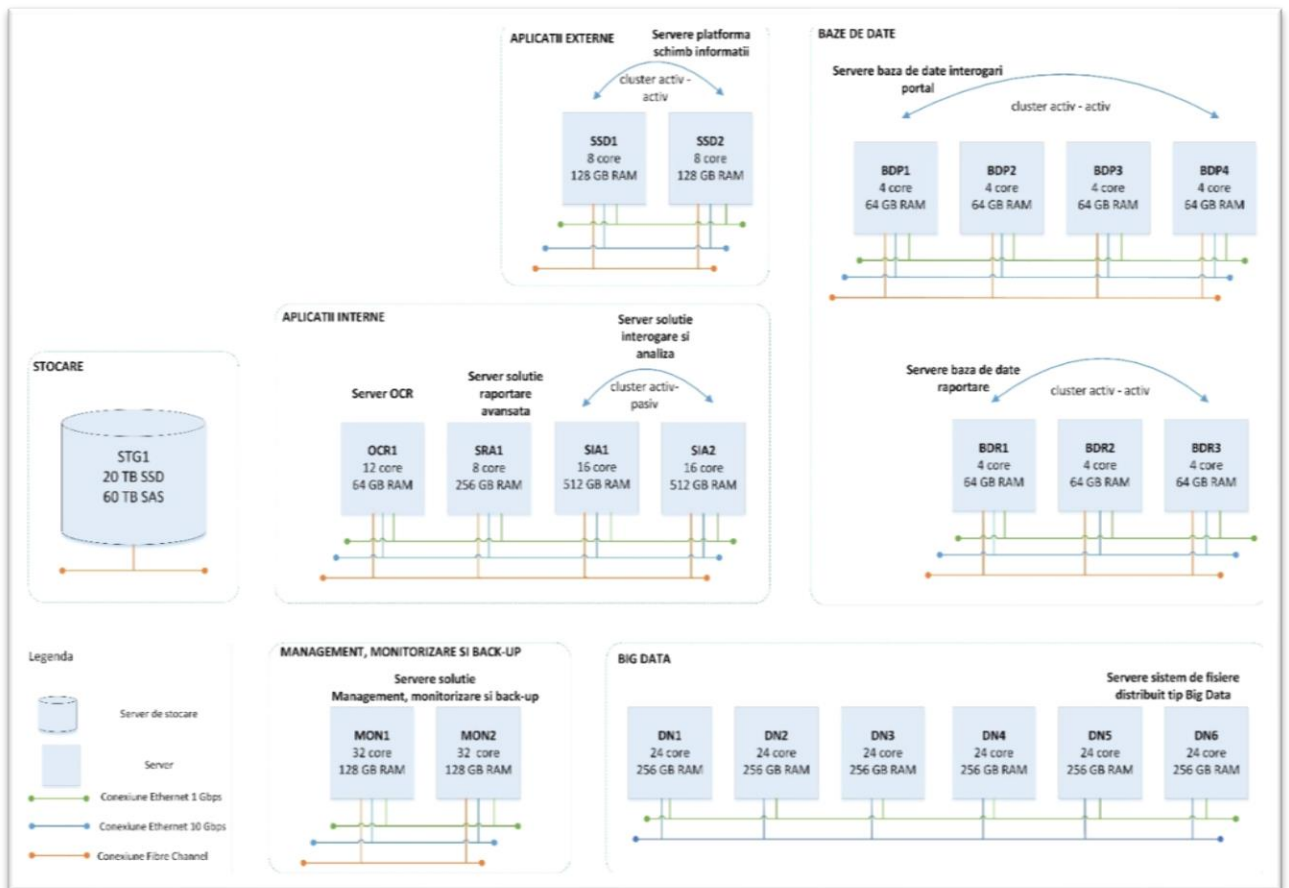 APLICATII EXTERNE
Servere platforma
schimb informatii
cluster activ -
activ
SSD1
8 core
128 GB RAM
SSD2
8 core
128 GB RAM
BAZE DE DATE
Servere baza de date interogari
portal
cluster activ - activ
BDP1
4 core
64 GB RAM
BDP2
4 core
64 GB RAM
BDP3
4 core
64 GB RAM
BDP4
4 core
64 GB RAM
Servere baza de date
raportare
cluster activ - activ
BDR1
4 core
64 GB RAM
BDR2
4 core
64 GB RAM
BDR3
4 core
64 GB RAM
STOCARE
STG1
20 TB SSD
60 TB SAS
APLICATII INTERNE
Server OCR
Server solutie
raportare
avansata
Server solutie
interogare si
analiza
cluster activ-
pasiv
OCR1
12 core
64 GB RAM
SRA1
8 core
256 GB RAM
SIA1
16 core
512 GB RAM
SIA2
16 core
512 GB RAM
Legenda
Server de stocare
Server
Conexiune Ethernet 1 Gbps
Conexiune Ethernet 10 Gbps
Conexiune Fibre Channel
MANAGEMENT, MONITORIZARE SI BACK-UP
Servere solutie
Management, monitorizare si back-up
MON1
32 core
128 GB RAM
MON2
32 core
128 GB RAM
BIG DATA
Servere sistem de fisiere
distribuit tip Big Data
DN1
24 core
256 GB RAM
DN2
24 core
256 GB RAM
DN3
24 core
256 GB RAM
DN4
24 core
256 GB RAM
DN5
24 core
256 GB RAM
DN6
24 core
256 GB RAM